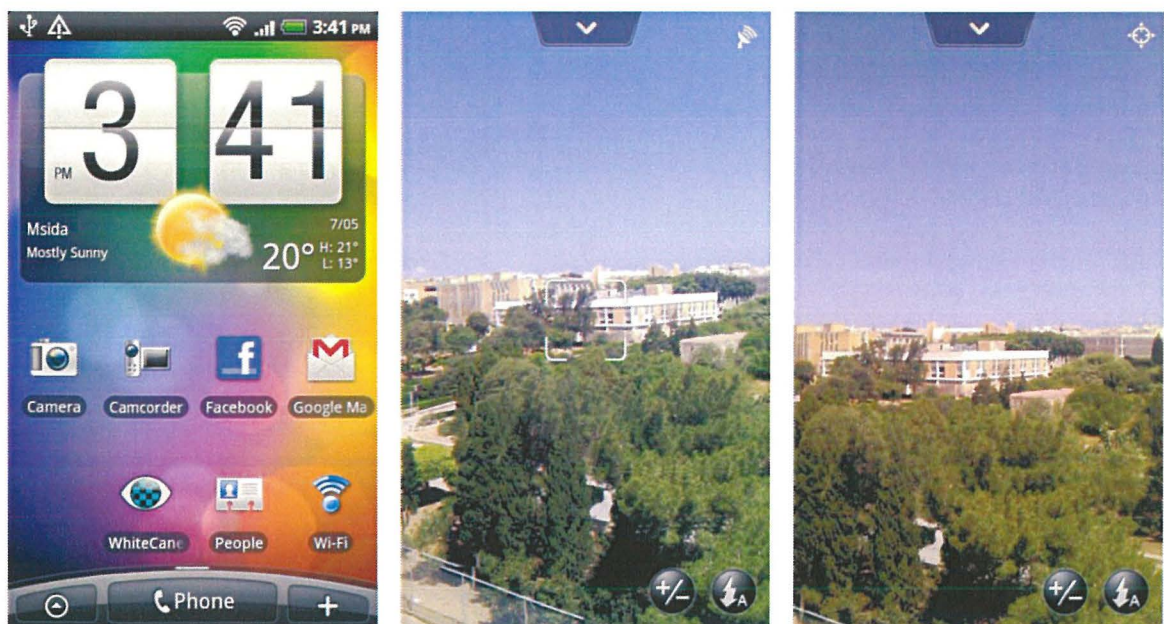 3:41 PM
3 41
PM
Msida
Mostly Sunny
7/05
20° H: 21°
L: 13°
Camera Camcorder Facebook Google Ma
WhiteCane People Wi-Fi
Phone
+
+/- A
+/- A